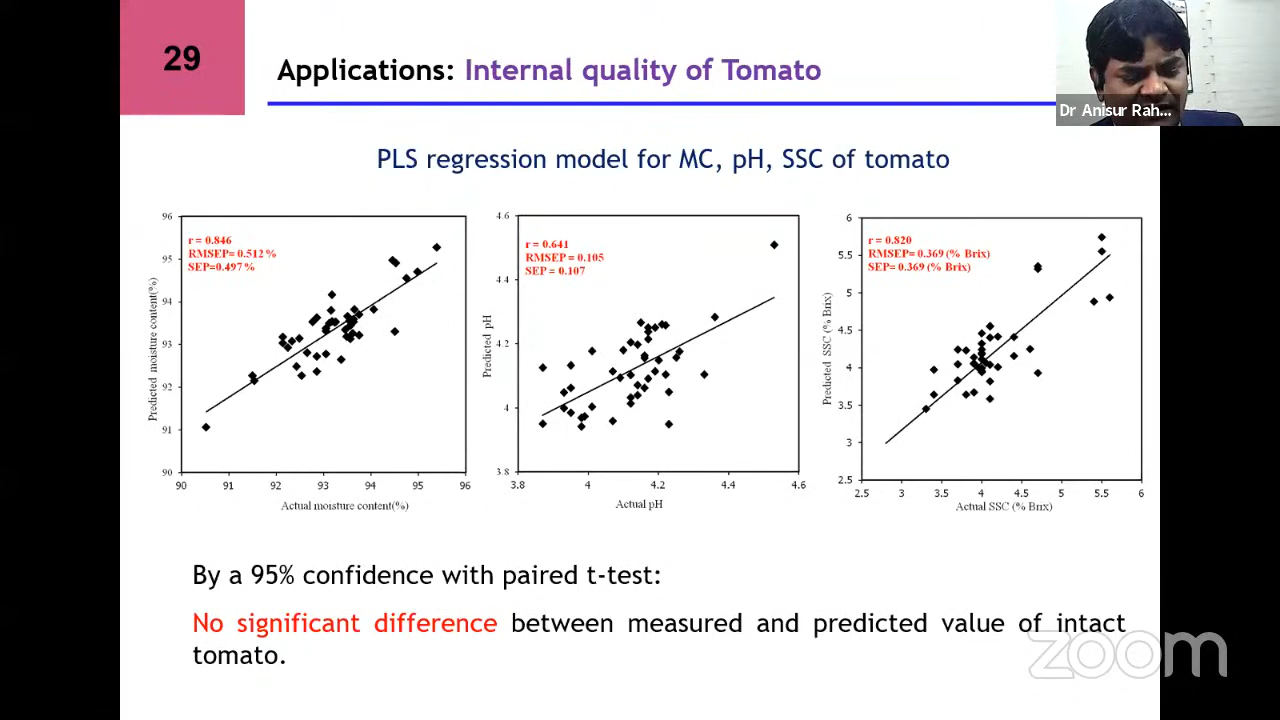 29
Applications: Internal quality of Tomato
Dr Anisur Rah...
PLS regression model for MC, pH, SSC of tomato
96
95
94
93
92
91
90
r = 0.846
RMSEP= 0.512 %
SEP=0.497 %
Predicted moisture content(%)
90 91 92 93 94 95 96
Actual moisture content(%)
4.6
4.4
4.2
4
3.8
r = 0.641
RMSEP = 0.105
SEP = 0.107
Predicted pH
3.8 4 4.2 4.4 4.6
Actual pH
6
5.5
5
4.5
4
3.5
3
2.5
r = 0.820
RMSEP= 0.369 (% Brix)
SEP= 0.369 (% Brix)
Predicted SSC (% Brix)
2.5 3 3.5 4 4.5 5 5.5 6
Actual SSC (% Brix)
By a 95% confidence with paired t-test:
No significant difference between measured and predicted value of intact
tomato.
zoom